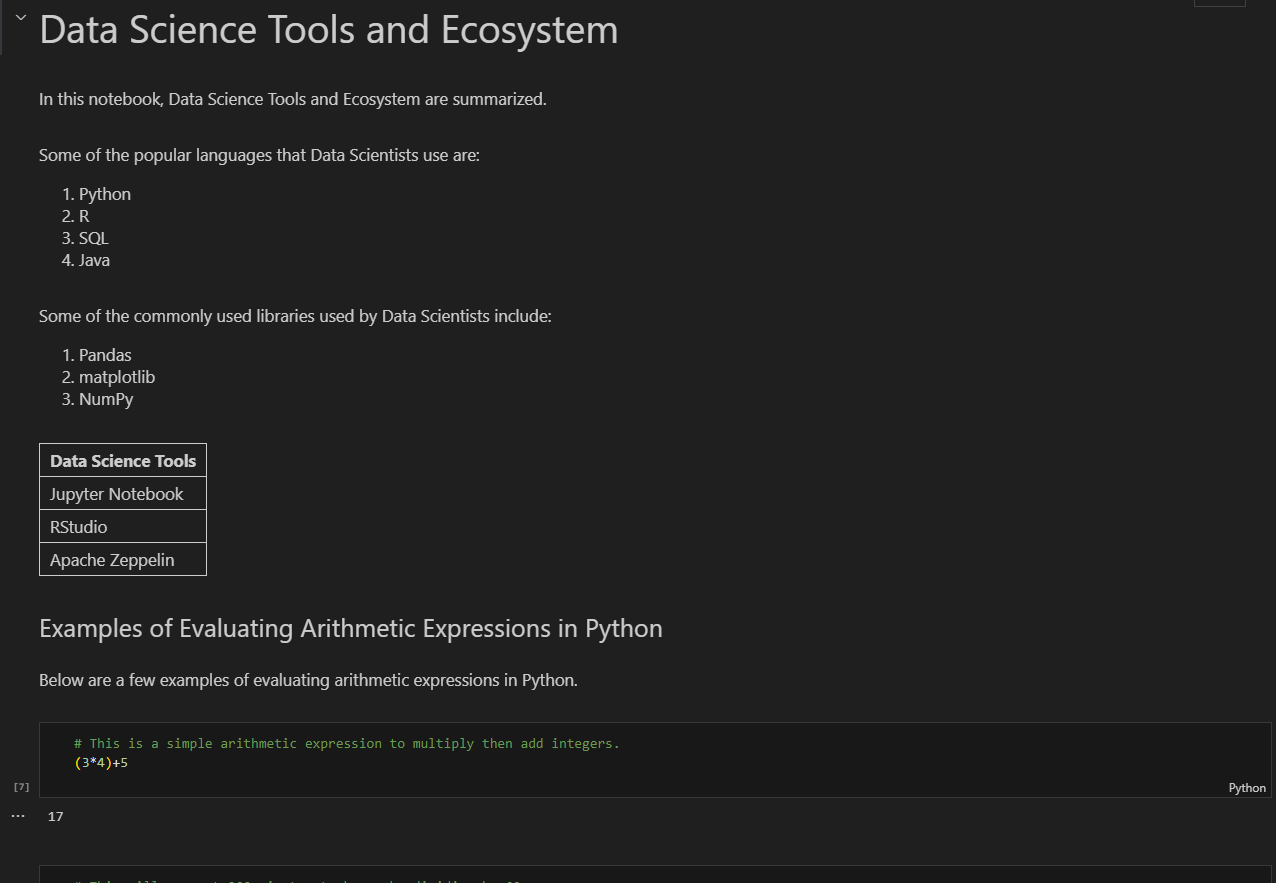 Data Science Tools and Ecosystem
In this notebook, Data Science Tools and Ecosystem are summarized.
Some of the popular languages that Data Scientists use are:
1. Python
2. R
3. SQL
4. Java
Some of the commonly used libraries used by Data Scientists include:
1. Pandas
2. matplotlib
3. NumPy
Data Science Tools
Jupyter Notebook
RStudio
Apache Zeppelin
Examples of Evaluating Arithmetic Expressions in Python
Below are a few examples of evaluating arithmetic expressions in Python.
# This is a simple arithmetic expression to multiply then add integers.
(3*4)+5
[7]
Python
... 17